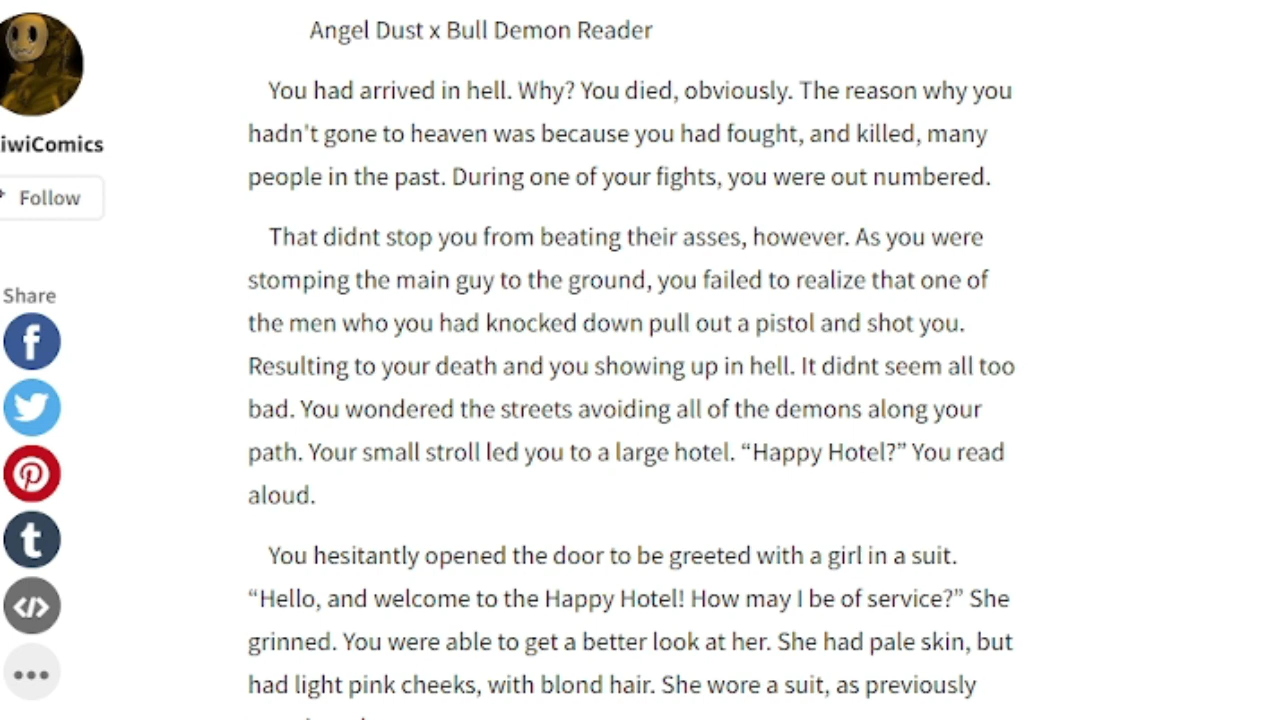 Angel Dust x Bull Demon Reader
You had arrived in hell. Why? You died, obviously. The reason why you
hadn't gone to heaven was because you had fought, and killed, many
people in the past. During one of your fights, you were out numbered.
That didnt stop you from beating their asses, however. As you were
stomping the main guy to the ground, you failed to realize that one of
the men who you had knocked down pull out a pistol and shot you.
Resulting to your death and you showing up in hell. It didnt seem all too
bad. You wondered the streets avoiding all of the demons along your
path. Your small stroll led you to a large hotel. “Happy Hotel?” You read
aloud.
You hesitantly opened the door to be greeted with a girl in a suit.
“Hello, and welcome to the Happy Hotel! How may I be of service?” She
grinned. You were able to get a better look at her. She had pale skin, but
had light pink cheeks, with blond hair. She wore a suit, as previously
iwiComics
Follow
Share